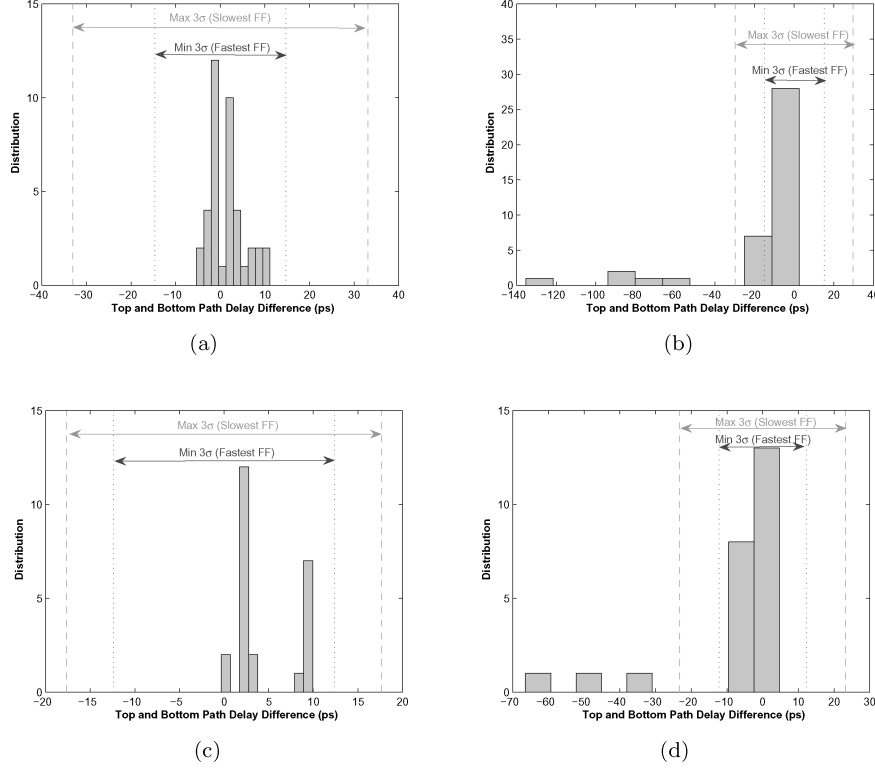 15
10
5
0
Distribution
Max 3σ (Slowest FF)
Min 3σ (Fastest FF)
−40 −30 −20 −10 0 10 20 30 40
Top and Bottom Path Delay Difference (ps)
(a)
40
35
30
25
20
15
10
5
0
Distribution
Max 3σ (Slowest FF)
Min 3σ (Fastest FF)
−140 −120 −100 −80 −60 −40 −20 0 20 40
Top and Bottom Path Delay Difference (ps)
(b)
15
10
5
0
Distribution
Max 3σ (Slowest FF)
Min 3σ (Fastest FF)
−20 −15 −10 −5 0 5 10 15 20
Top and Bottom Path Delay Difference (ps)
(c)
15
10
5
0
Distribution
Max 3σ (Slowest FF)
Min 3σ (Fastest FF)
−70 −60 −50 −40 −30 −20 −10 0 10 20 30
Top and Bottom Path Delay Difference (ps)
(d)